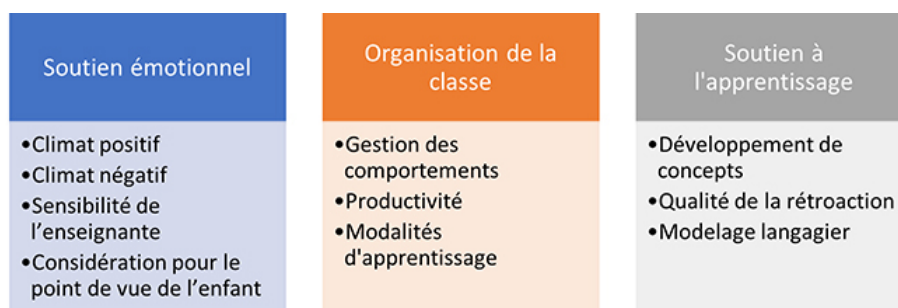 Soutien émotionnel
•Climat positif
•Climat négatif
•Sensibilité de
l'enseignante
•Considération pour le
point de vue de l'enfant
Organisation de la
classe
•Gestion des
comportements
•Productivité
•Modalités
d'apprentissage
Soutien à
l'apprentissage
•Développement de
concepts
•Qualité de la rétroaction
•Modelage langagier